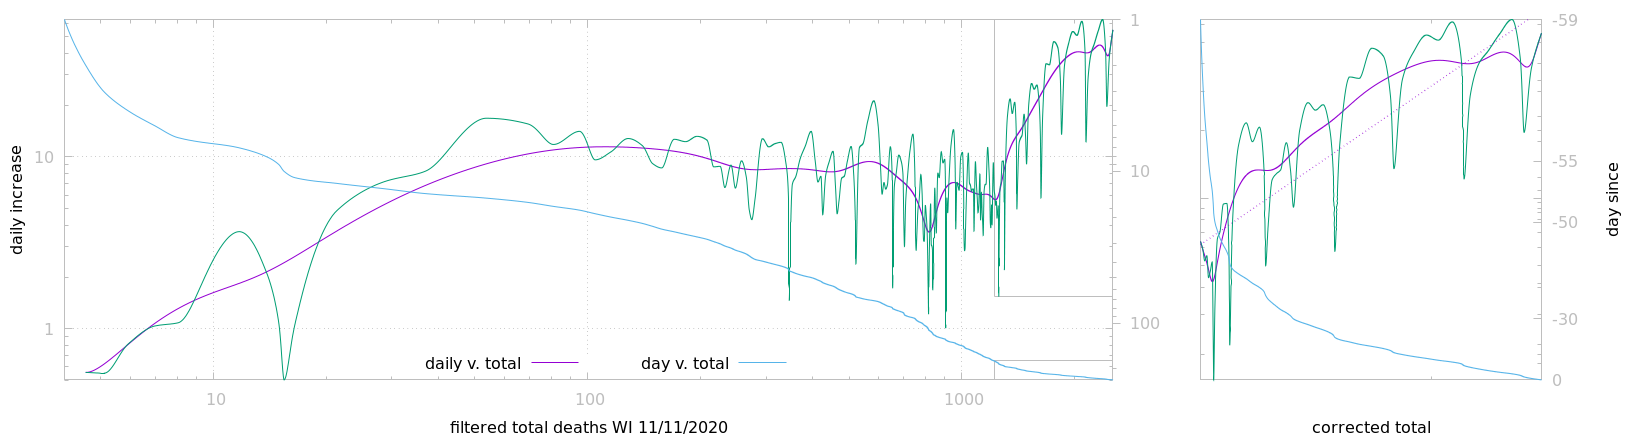 daily increase
10
1
daily v. total
day v. total
10
100
1000
1
10
100
filtered total deaths WI 11/11/2020
-59
-55
-50
-30
0
day since
corrected total